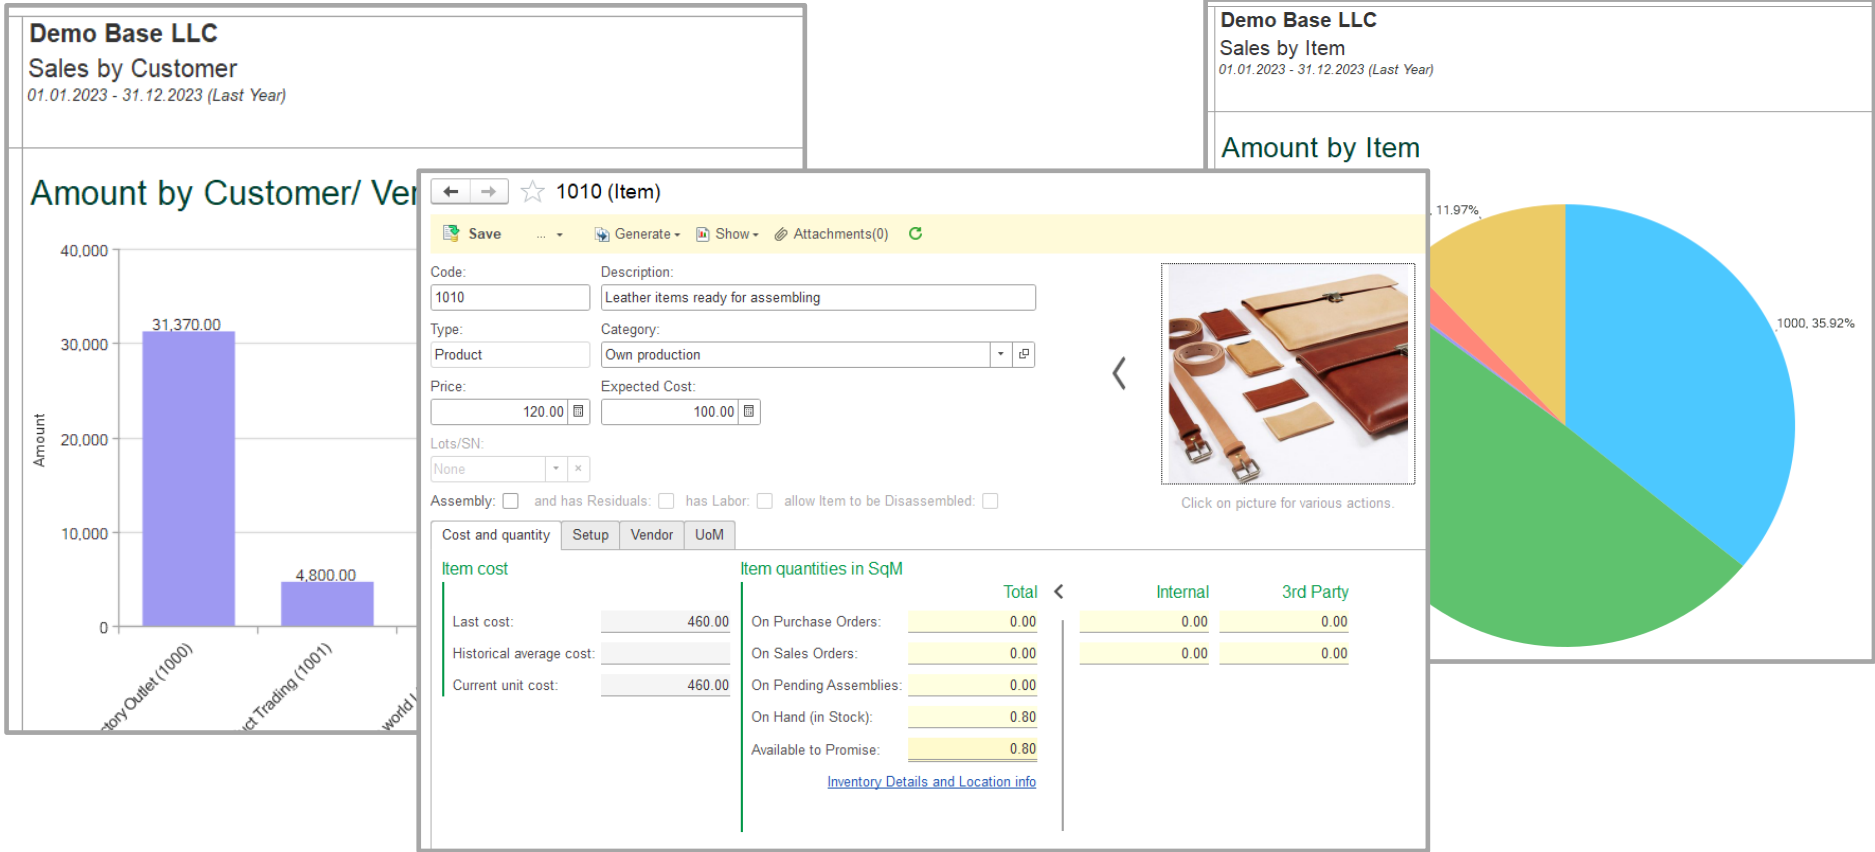 Demo Base LLC
Sales by Customer
01.01.2023 - 31.12.2023 (Last Year)
Amount by Customer/
40,000
30,000
20,000
10,000
0
Amount
31,370.00
4,800.00
Outlet (1000)
Trading (1001)
world
1010 (Item)
Save ... Generate Show Attachments(0)
Code: Description:
1010 Leather items ready for assembling
Type: Category:
Product Own production
Price: Expected Cost:
120.00 100.00
Lots/SN:
None
Assembly: and has Residuals: has Labor: allow Item to be Disassembled:
Click on picture for various actions.
Cost and quantity Setup Vendor UoM
Item cost
Last cost: 460.00
Historical average cost:
Current unit cost: 460.00
Item quantities in SqM
Total Internal 3rd Party
On Purchase Orders: 0.00 0.00 0.00
On Sales Orders: 0.00 0.00 0.00
On Pending Assemblies: 0.00
On Hand (in Stock): 0.80
Available to Promise: 0.80
Inventory Details and Location info
Demo Base LLC
Sales by Item
01.01.2023 - 31.12.2023 (Last Year)
Amount by Item
, 11.97%
1000, 35.92%